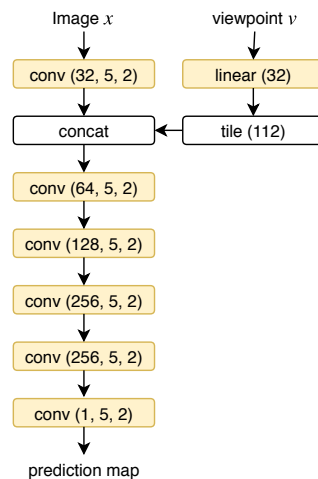 Image x
viewpoint v
conv (32, 5, 2)
linear (32)
concat
tile (112)
conv (64, 5, 2)
conv (128, 5, 2)
conv (256, 5, 2)
conv (256, 5, 2)
conv (1, 5, 2)
prediction map